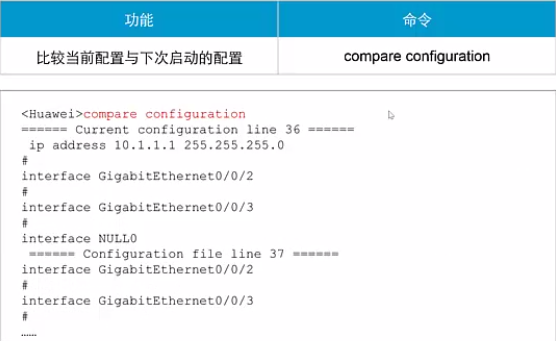 功能 命令
比较当前配置与下次启动的配置 compare configuration
<Huawei>compare configuration
====== Current configuration line 36 ======
 ip address 10.1.1.1 255.255.255.0
#
interface GigabitEthernet0/0/2
#
interface GigabitEthernet0/0/3
#
interface NULL0
 ====== Configuration file line 37 ======
interface GigabitEthernet0/0/2
#
interface GigabitEthernet0/0/3
#
……